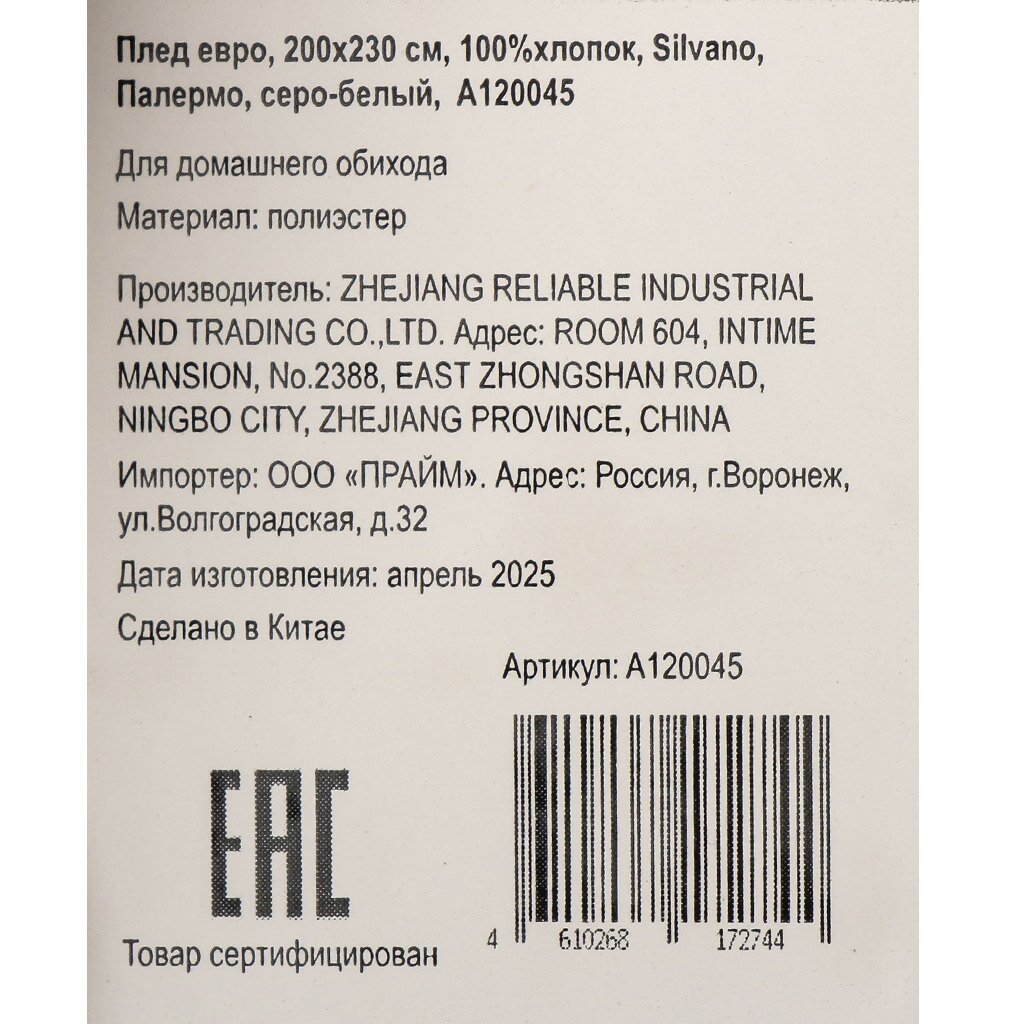 Плед евро, 200х230 см, 100%хлопок, Silvano,
Палермо, серо-белый, А120045
Для домашнего обихода
Материал: полиэстер
Производитель: ZHEJIANG RELIABLE INDUSTRIAL
AND TRADING CO.,LTD. Адрес: ROOM 604, INTIME
MANSION, No.2388, EAST ZHONGSHAN ROAD,
NINGBO CITY, ZHEJIANG PROVINCE, CHINA
Импортер: ООО «ПРАЙМ». Адрес: Россия, г.Воронеж,
ул.Волгоградская, д.32
Дата изготовления: апрель 2025
Сделано в Китае
Артикул: А120045
EAC
4 610268 172744
Товар сертифицирован